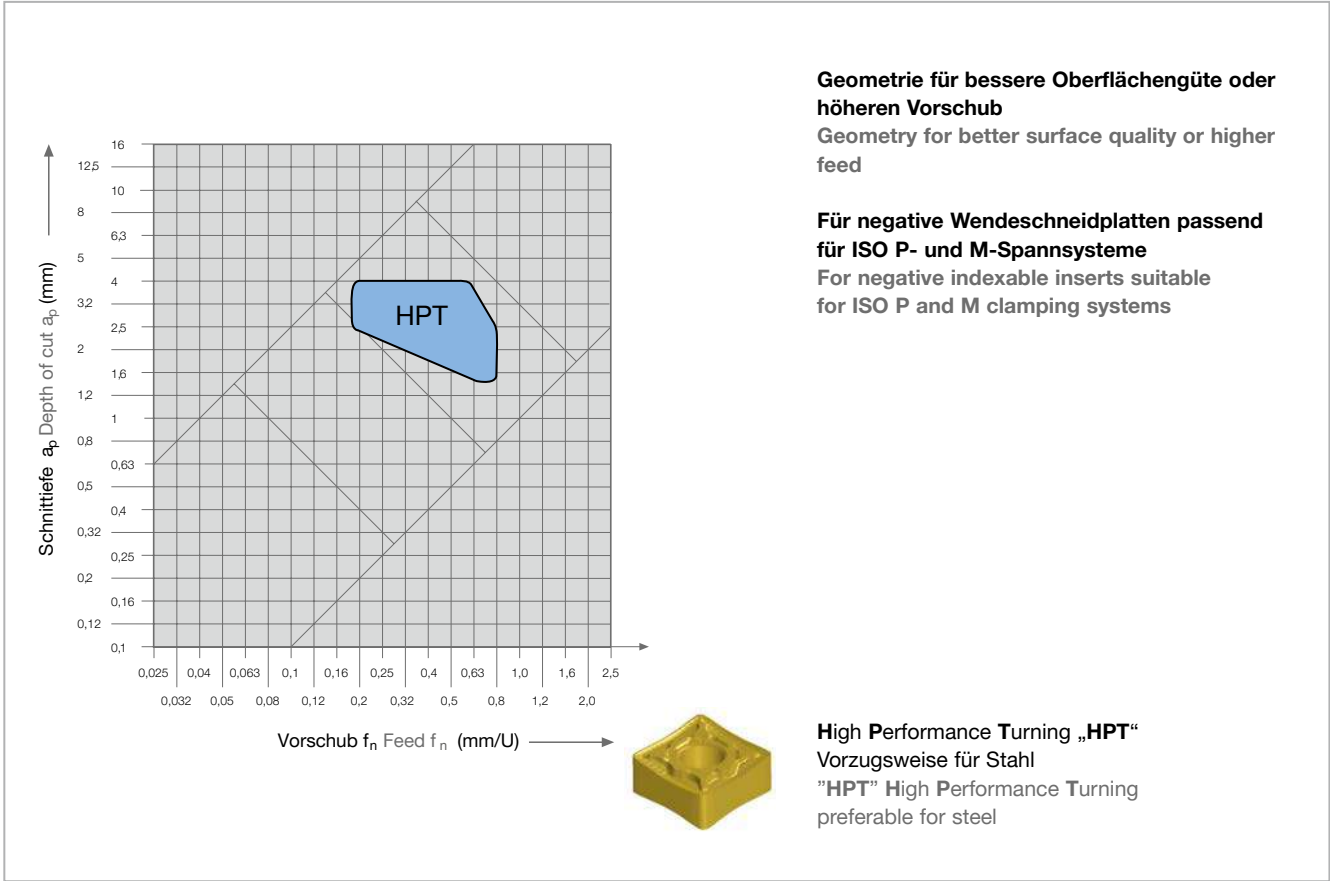 Geometrie für bessere Oberflächengüte oder
höheren Vorschub
Geometry for better surface quality or higher
feed
Für negative Wendeschneidplatten passend
für ISO P- und M-Spannsysteme
For negative indexable inserts suitable
for ISO P and M clamping systems
Schnittiefe ap Depth of cut ap (mm)
16
12,5
10
8
6,3
5
4
3,2
2,5
2
1,6
1,2
1
0,8
0,63
0,5
0,4
0,32
0,25
0,2
0,16
0,12
0,1
HPT
0,025 0,04 0,063 0,1 0,16 0,25 0,4 0,63 1,0 1,6 2,5
0,032 0,05 0,08 0,12 0,2 0,32 0,5 0,8 1,2 2,0
Vorschub fn Feed fn (mm/U)
High Performance Turning „HPT“
Vorzugsweise für Stahl
”HPT” High Performance Turning
preferable for steel